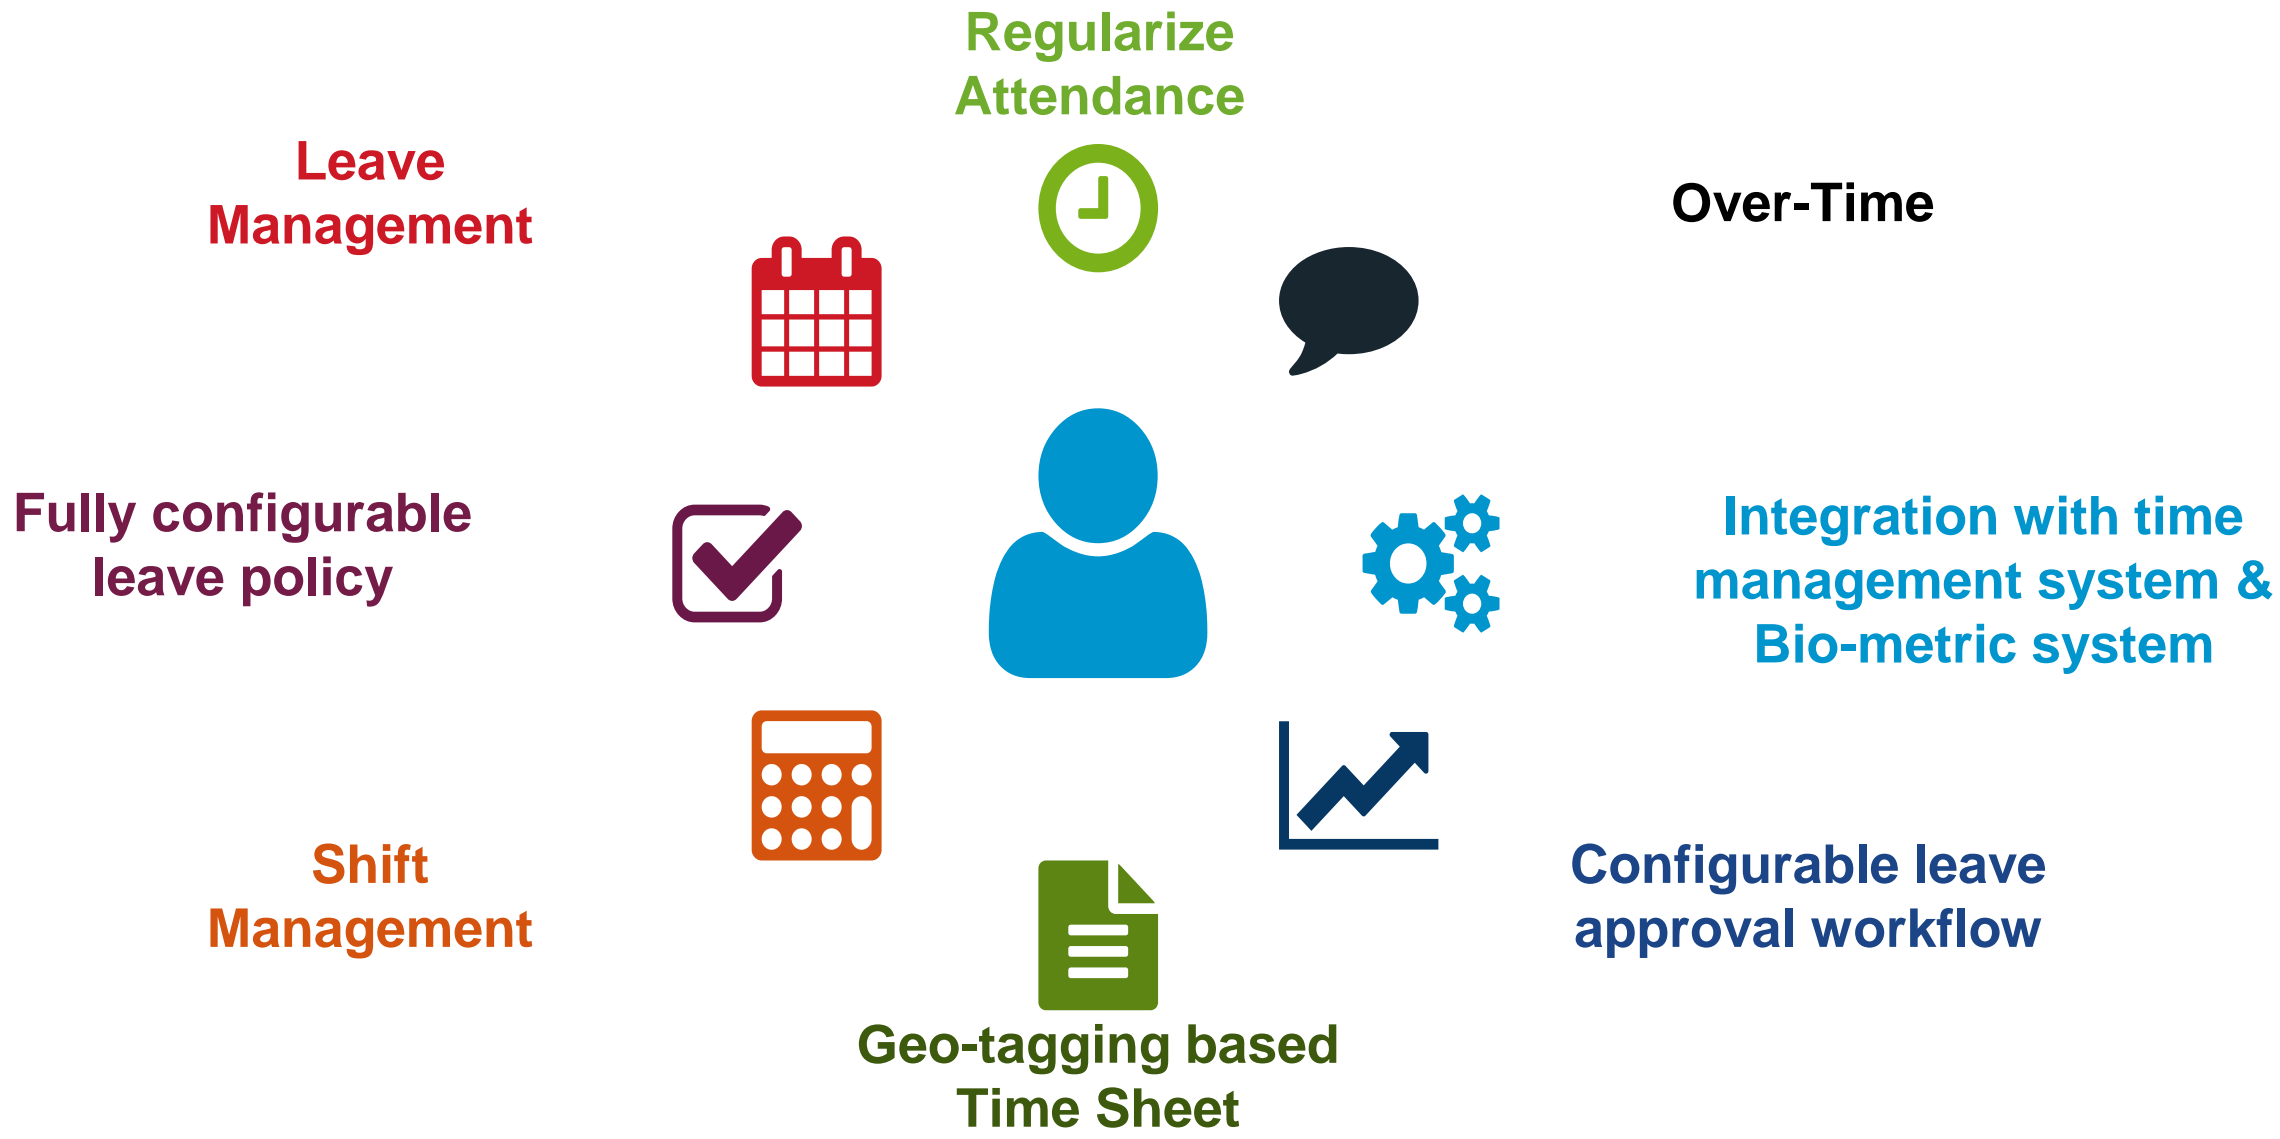 Regularize
Attendance
Leave
Management
Over-Time
Fully configurable
leave policy
Integration with time
management system &
Bio-metric system
Shift
Management
Configurable leave
approval workflow
Geo-tagging based
Time Sheet